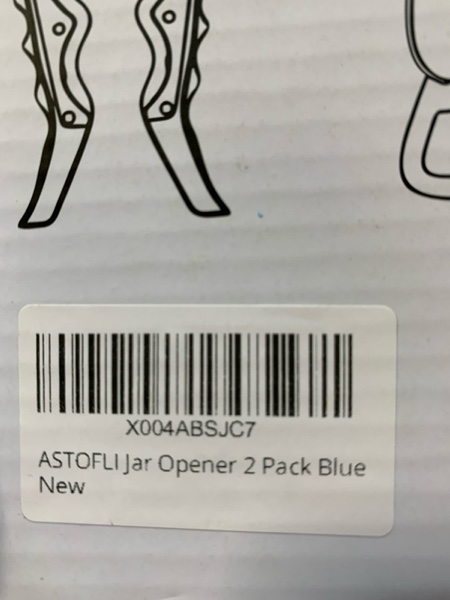 X004ABSJC7
ASTOFLI Jar Opener 2 Pack Blue
New